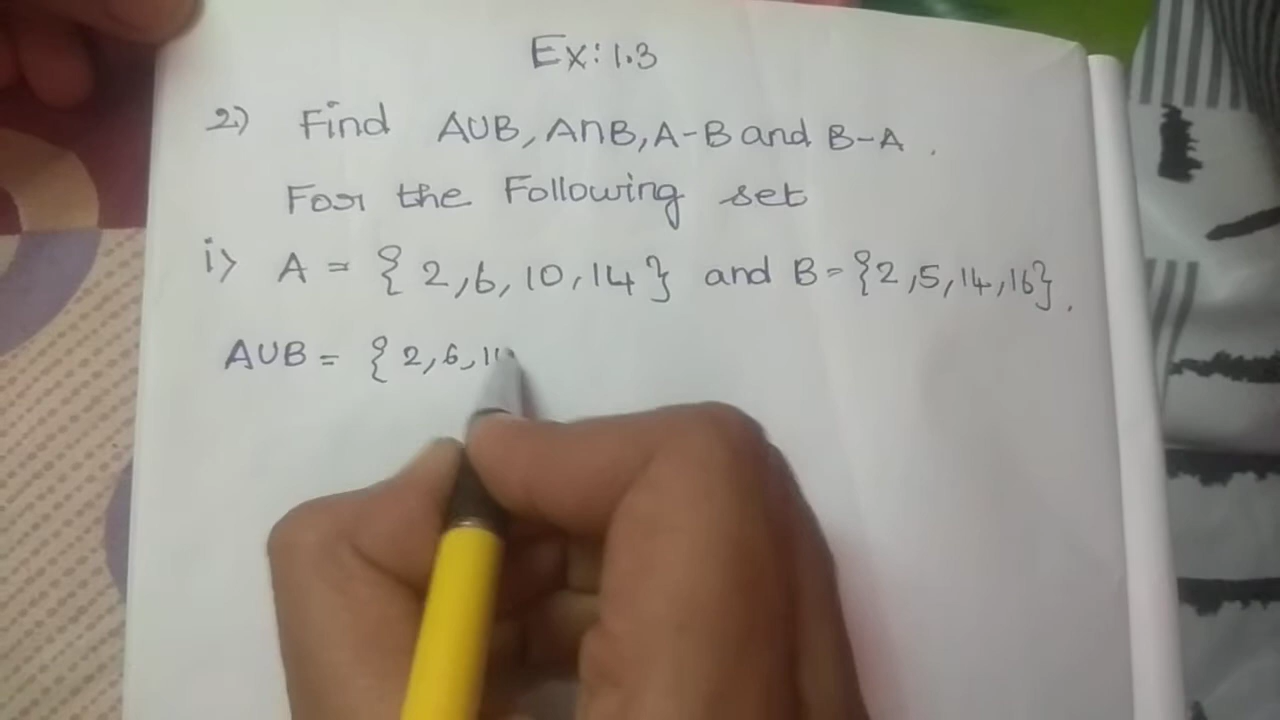 Ex: 1.3
2) Find A∪B, A∩B, A-B and B-A.
For the Following set
i) A = {2,6,10,14} and B = {2,5,14,16}.
A∪B = {2,6,10